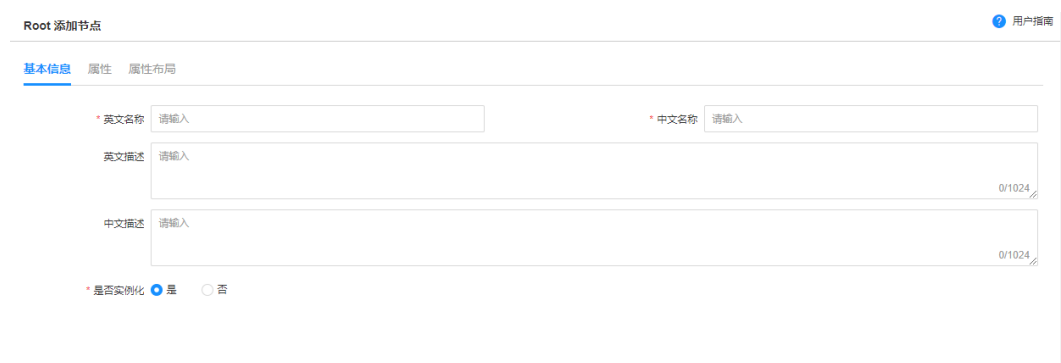 Root 添加节点
? 用户指南
基本信息 属性 属性布局
* 英文名称 请输入 * 中文名称 请输入
英文描述 请输入
0/1024
中文描述 请输入
0/1024
* 是否实例化 是 否